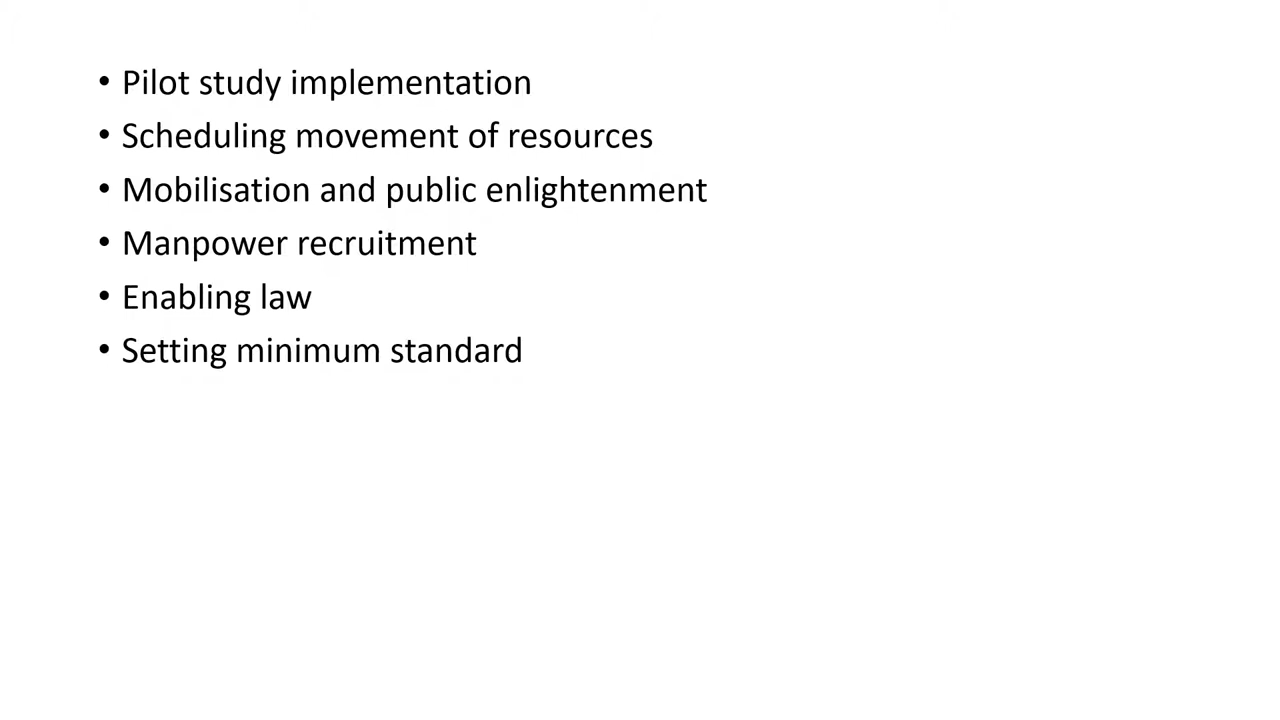 • Pilot study implementation
• Scheduling movement of resources
• Mobilisation and public enlightenment
• Manpower recruitment
• Enabling law
• Setting minimum standard